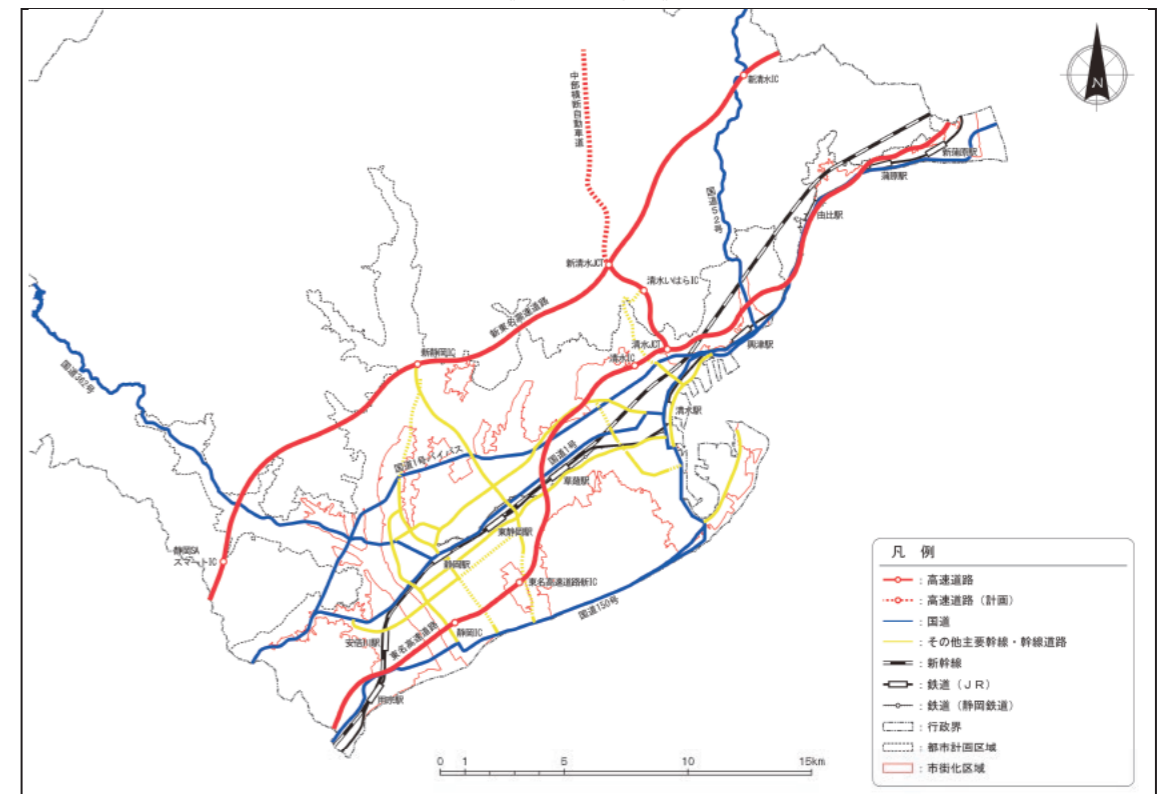 N
中部横断自動車道
新清水IC
新蒲原駅
蒲原駅
由比駅
国道52号
新清水JCT
清水いはらIC
新東名高速道路
清水JCT
清水IC
興津駅
新静岡IC
国道362号
清水駅
国道1号バイパス
国道1号
草薙駅
東静岡駅
静岡SA
スマートIC
静岡駅
東名高速道路新IC
国道150号
静岡IC
安倍川駅
東名高速道路
用宗駅
凡 例
：高速道路
：高速道路（計画）
：国道
：その他主要幹線・幹線道路
：新幹線
：鉄道（ＪＲ）
：鉄道（静岡鉄道）
：行政界
：都市計画区域
：市街化区域
0 1 5 10 15km